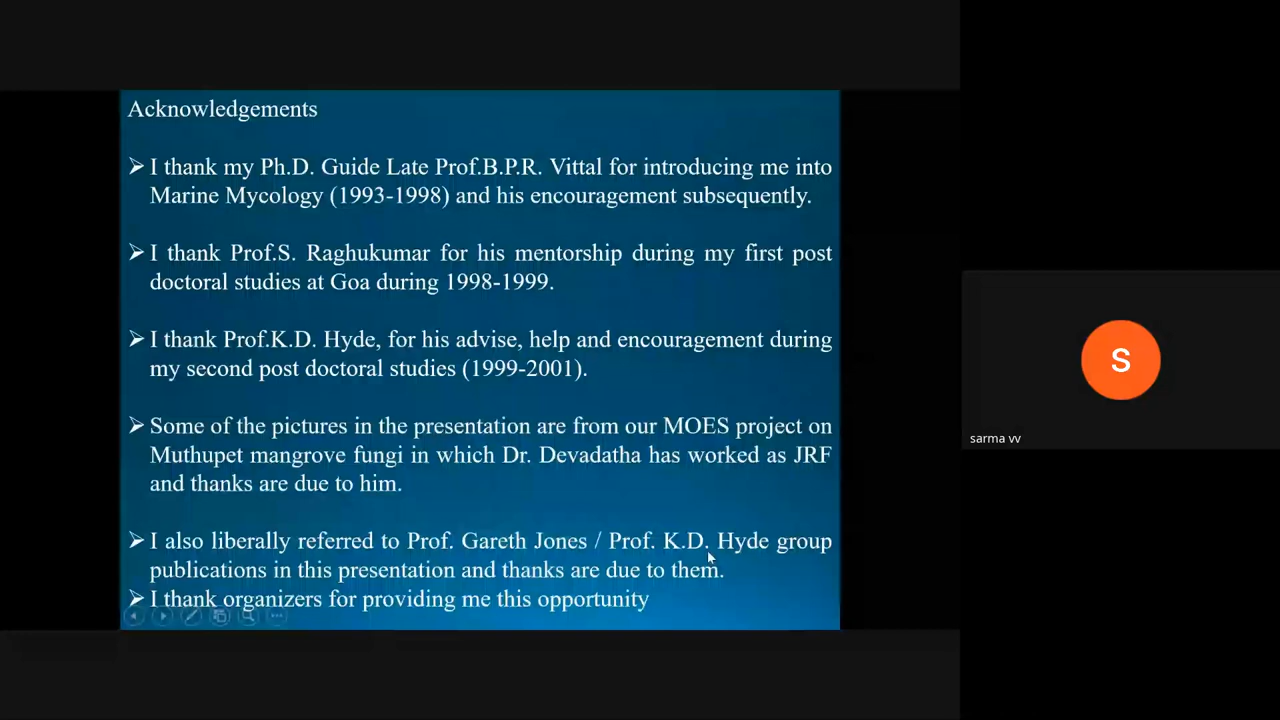 Acknowledgements
➢ I thank my Ph.D. Guide Late Prof.B.P.R. Vittal for introducing me into
Marine Mycology (1993-1998) and his encouragement subsequently.
➢ I thank Prof.S. Raghukumar for his mentorship during my first post
doctoral studies at Goa during 1998-1999.
➢ I thank Prof.K.D. Hyde, for his advise, help and encouragement during
my second post doctoral studies (1999-2001).
➢ Some of the pictures in the presentation are from our MOES project on
Muthupet mangrove fungi in which Dr. Devadatha has worked as JRF
and thanks are due to him.
➢ I also liberally referred to Prof. Gareth Jones / Prof. K.D. Hyde group
publications in this presentation and thanks are due to them.
➢ I thank organizers for providing me this opportunity
S
sarma vv